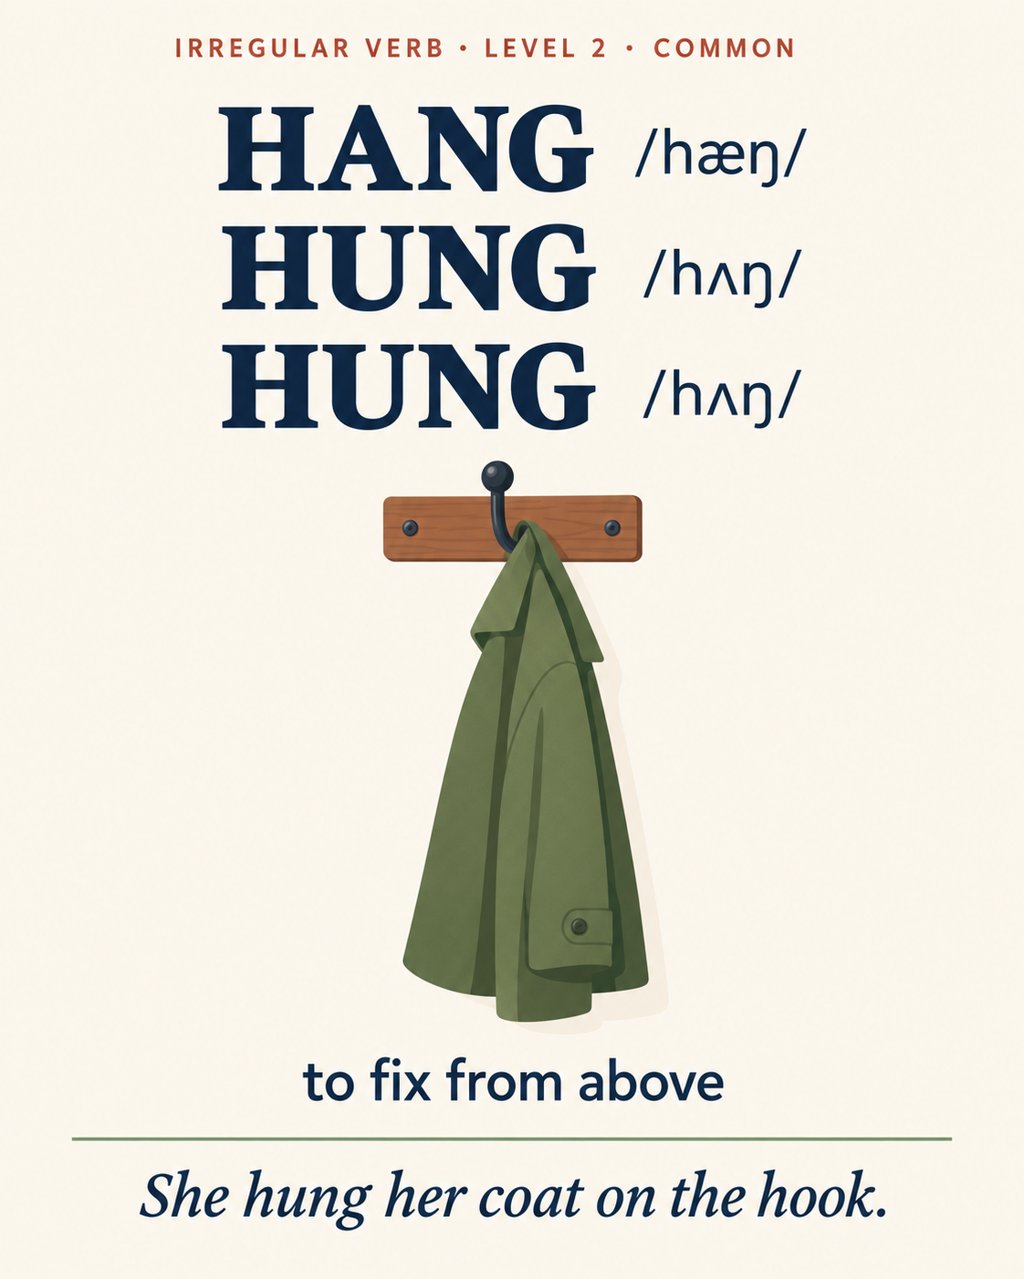 IRREGULAR VERB • LEVEL 2 • COMMON
HANG /hæŋ/
HUNG /hʌŋ/
HUNG /hʌŋ/
to fix from above
She hung her coat on the hook.